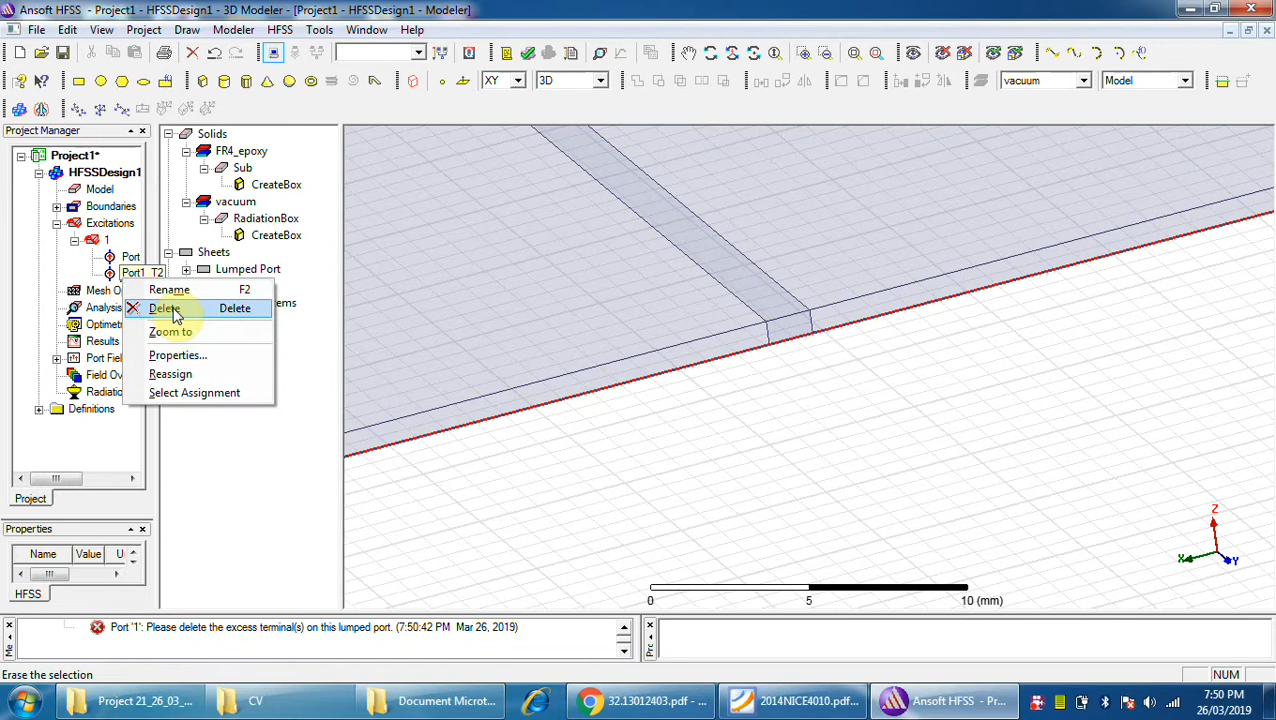 Ansoft HFSS - Project1 - HFSSDesign1 - 3D Modeler - [Project1 - HFSSDesign1 - Modeler]
File Edit View Project Draw Modeler HFSS Tools Window Help
XY 3D vacuum Model
Project Manager
Project1*
HFSSDesign1
Model
Boundaries
Excitations
1
Port
Port1_T2
Mesh O
Analysis
Optimetr
Results
Port Field
Field Ov
Radiatio
Definitions
Project
Rename F2
Delete Delete
Zoom to
Properties...
Reassign
Select Assignment
Solids
FR4_epoxy
Sub
CreateBox
vacuum
RadiationBox
CreateBox
Sheets
Lumped Port
ems
Properties
Name Value U
HFSS
Z
X
Y
0 5 10 (mm)
Port '1': Please delete the excess terminal(s) on this lumped port. (7:50:42 PM Mar 26, 2019)
Me
Prc
Erase the selection
NUM
Project 21_26_03_...
CV
Document Microt...
32.13012403.pdf - ...
2014NICE4010.pdf...
Ansoft HFSS - Pr...
7:50 PM
26/03/2019